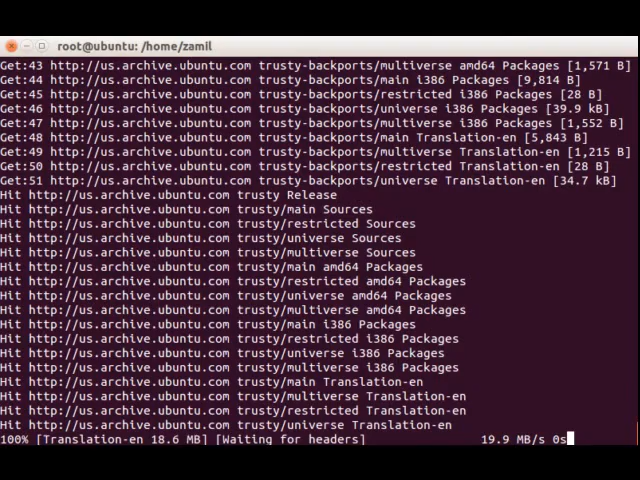 root@ubuntu: /home/zamil
Get:43 http://us.archive.ubuntu.com trusty-backports/multiverse amd64 Packages [1,571 B]
Get:44 http://us.archive.ubuntu.com trusty-backports/main i386 Packages [9,814 B]
Get:45 http://us.archive.ubuntu.com trusty-backports/restricted i386 Packages [28 B]
Get:46 http://us.archive.ubuntu.com trusty-backports/universe i386 Packages [39.9 kB]
Get:47 http://us.archive.ubuntu.com trusty-backports/multiverse i386 Packages [1,552 B]
Get:48 http://us.archive.ubuntu.com trusty-backports/main Translation-en [5,843 B]
Get:49 http://us.archive.ubuntu.com trusty-backports/multiverse Translation-en [1,215 B]
Get:50 http://us.archive.ubuntu.com trusty-backports/restricted Translation-en [28 B]
Get:51 http://us.archive.ubuntu.com trusty-backports/universe Translation-en [34.7 kB]
Hit http://us.archive.ubuntu.com trusty Release
Hit http://us.archive.ubuntu.com trusty/main Sources
Hit http://us.archive.ubuntu.com trusty/restricted Sources
Hit http://us.archive.ubuntu.com trusty/universe Sources
Hit http://us.archive.ubuntu.com trusty/multiverse Sources
Hit http://us.archive.ubuntu.com trusty/main amd64 Packages
Hit http://us.archive.ubuntu.com trusty/restricted amd64 Packages
Hit http://us.archive.ubuntu.com trusty/universe amd64 Packages
Hit http://us.archive.ubuntu.com trusty/multiverse amd64 Packages
Hit http://us.archive.ubuntu.com trusty/main i386 Packages
Hit http://us.archive.ubuntu.com trusty/restricted i386 Packages
Hit http://us.archive.ubuntu.com trusty/universe i386 Packages
Hit http://us.archive.ubuntu.com trusty/multiverse i386 Packages
Hit http://us.archive.ubuntu.com trusty/main Translation-en
Hit http://us.archive.ubuntu.com trusty/multiverse Translation-en
Hit http://us.archive.ubuntu.com trusty/restricted Translation-en
Hit http://us.archive.ubuntu.com trusty/universe Translation-en
100% [Translation-en 18.6 MB] [Waiting for headers] 19.9 MB/s 0s